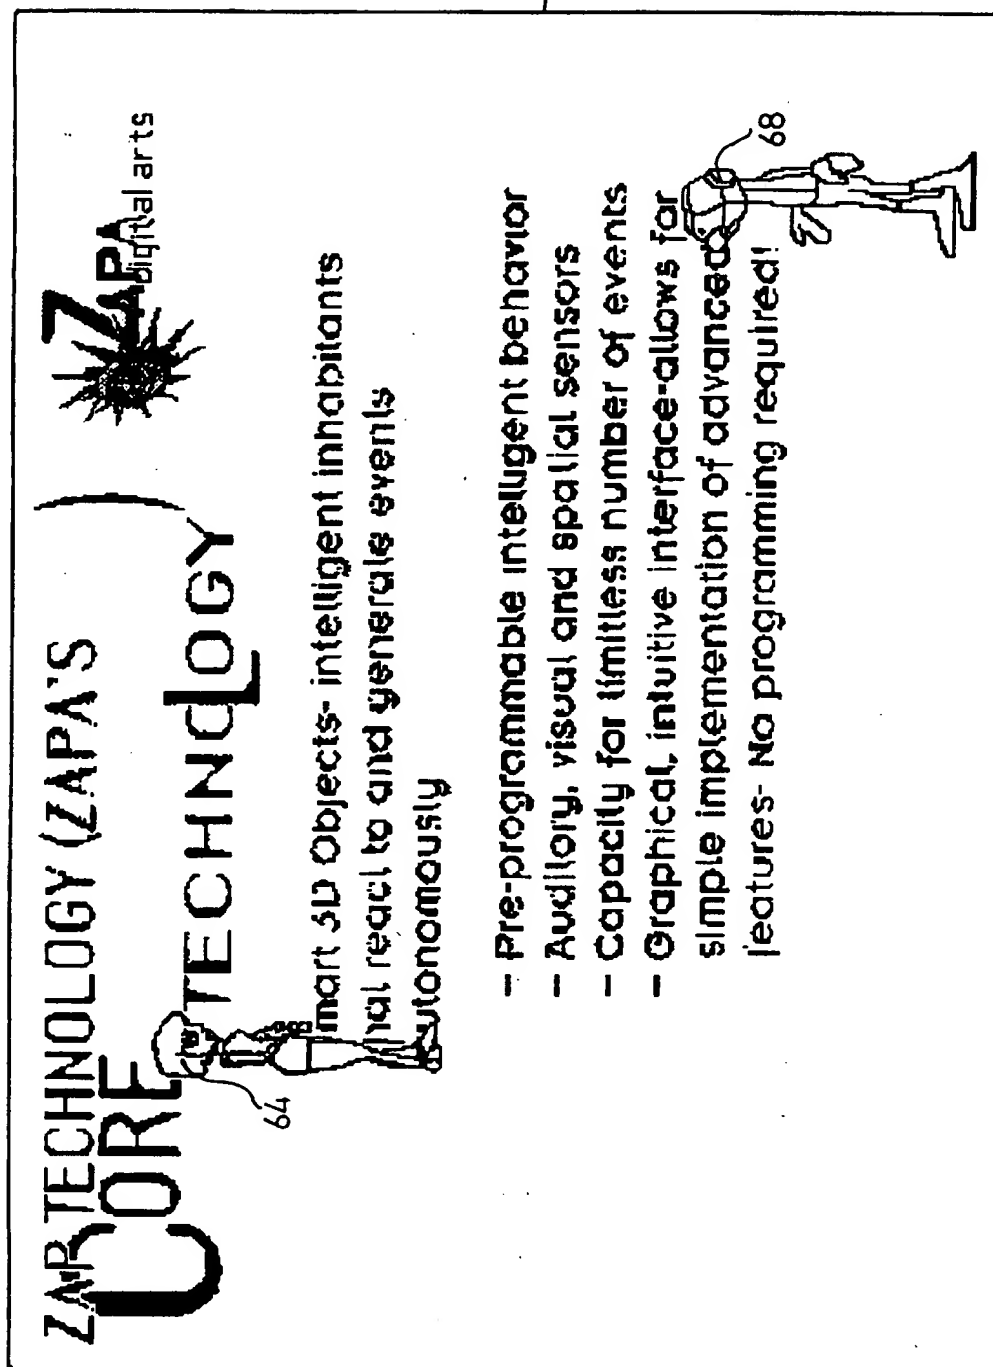 ZAP TECHNOLOGY (ZAPA'S )
CORE TECHNOLOGY
ZAPA
digital arts
mart 3D Objects- intelligent inhabitants
hat react to and generate events
utonomously
64
- Pre-programmable intelligent behavior
- Auditory, visual and spatial sensors
- Capacity for limitless number of events
- Graphical, intuitive interface-allows for
simple implementation of advanced
features- No programming required!
68